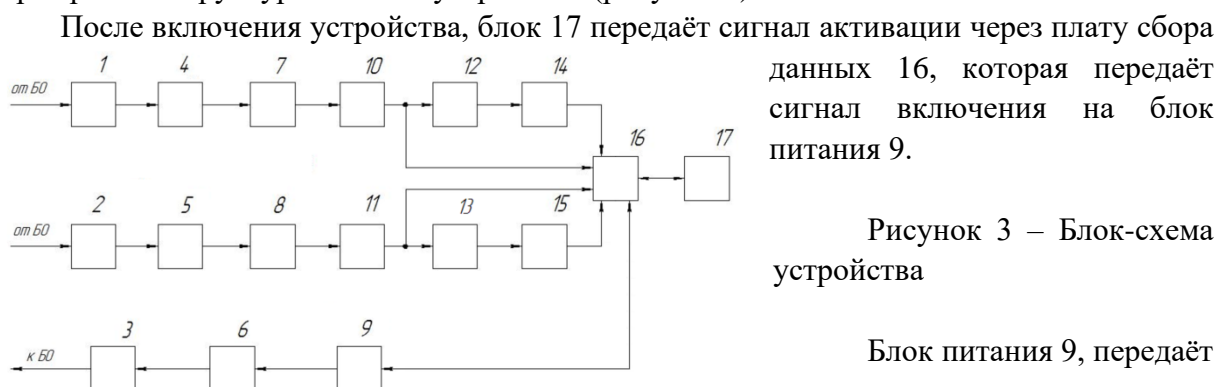 После включения устройства, блок 17 передаёт сигнал активации через плату сбора
данных 16, которая передаёт
сигнал включения на блок
питания 9.
1 4 7 10 12 14
от БО
16 17
2 5 8 11 13 15
от БО
Рисунок 3 – Блок-схема
устройства
3 6 9
к БО
Блок питания 9, передаёт